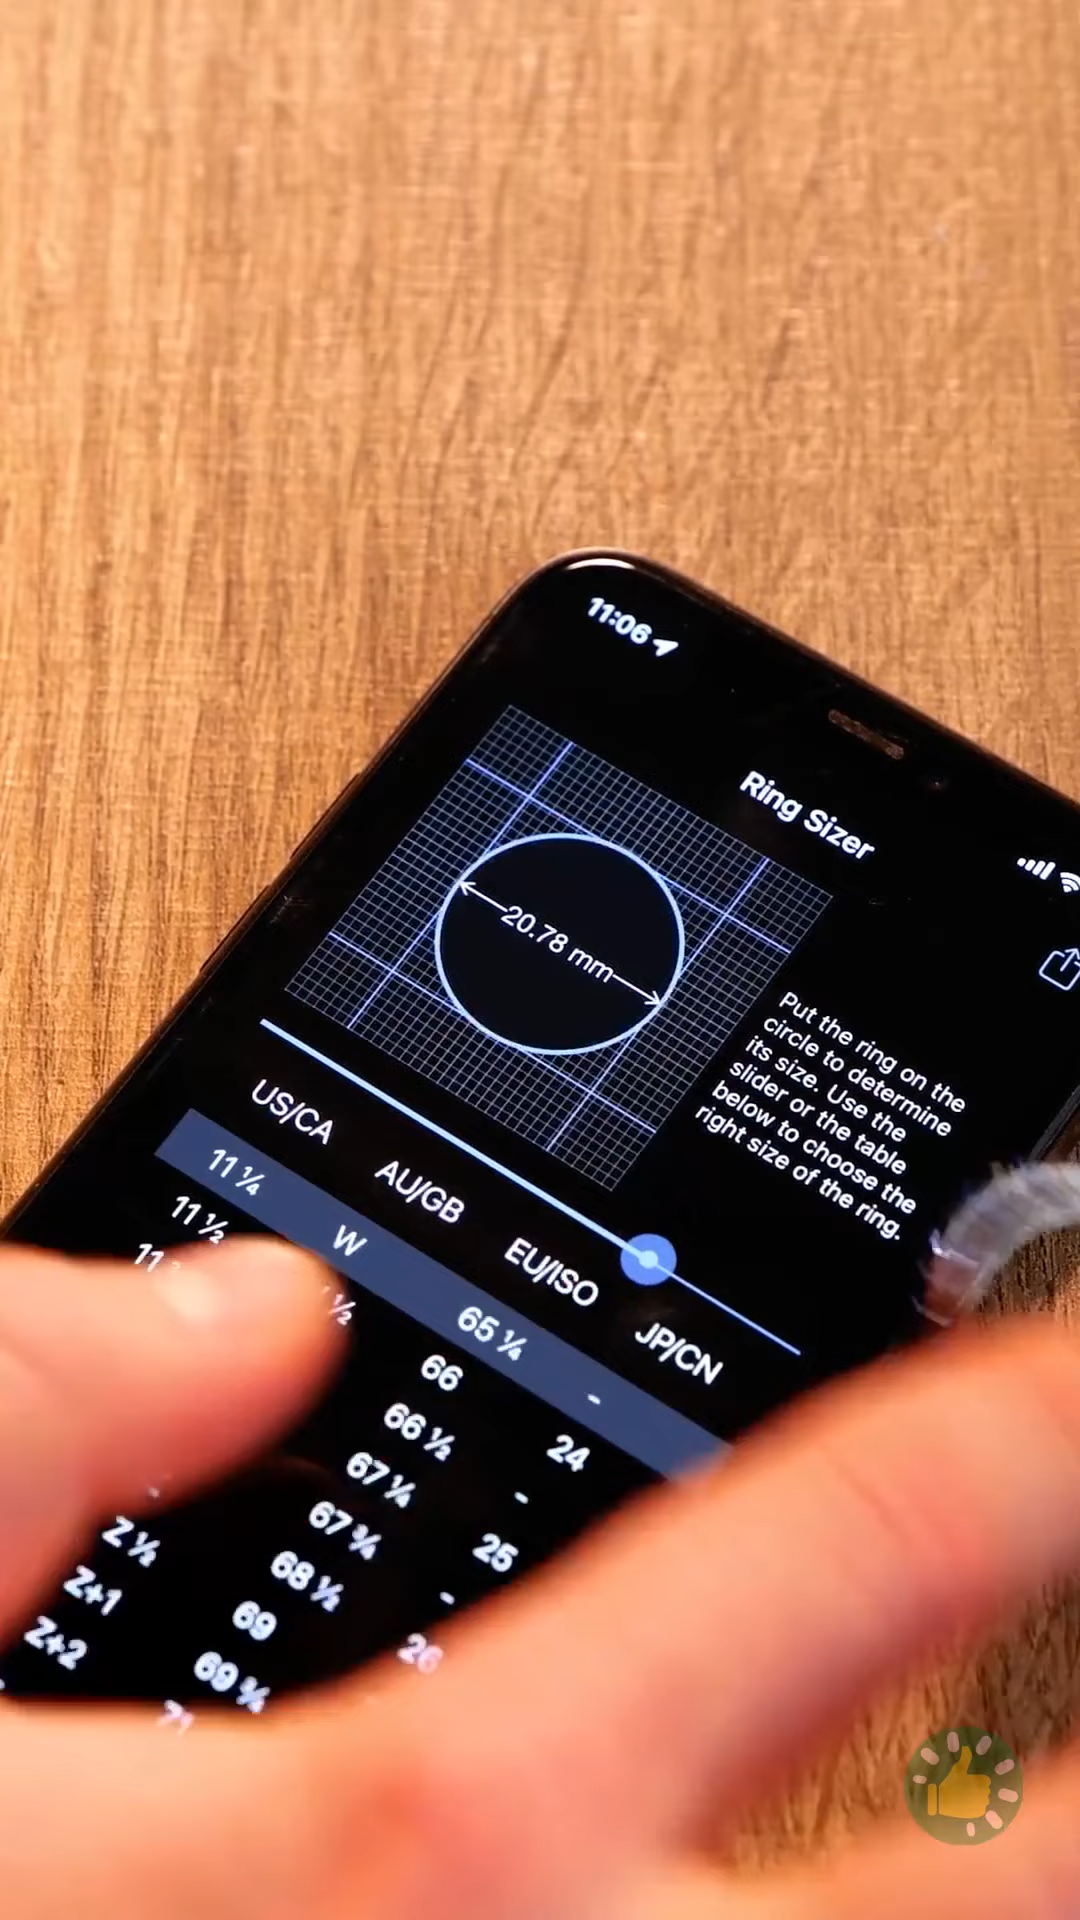 11:06
Ring Sizer
20.78 mm
Put the ring on the
circle to determine
its size. Use the
slider or the table
below to choose the
right size of the ring.
US/CA AU/GB EU/ISO JP/CN
11 ¼ W 65 ¼ -
11 ½ 66 24
66 ½ -
67 ¼ 25
67 ¾ -
Z ½ 68 ½ 26
Z+1 69
Z+2 69 ¾
71